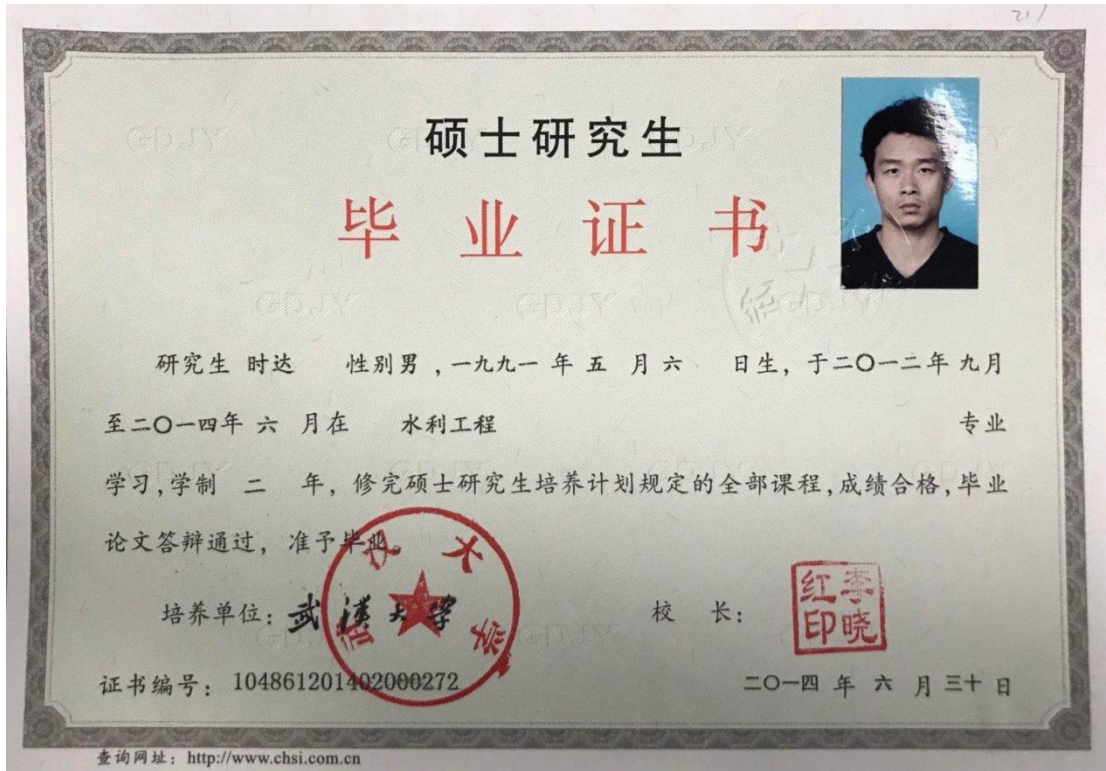 21)
硕士研究生
毕业证书
研究生 时达 性别男 ,一九九一 年 五 月 六 日生, 于二〇一二年 九月
至二〇一四年 六 月在 水利工程 专业
学习,学制 二 年, 修完硕士研究生培养计划规定的全部课程,成绩合格,毕业
论文答辩通过, 准予毕业
培养单位: 武汉大学 校 长: 李晓红印
武汉大学
证书编号: 104861201402000272 二〇一四 年 六 月 三十 日
查询网址: http://www.chsi.com.cn
GDJY